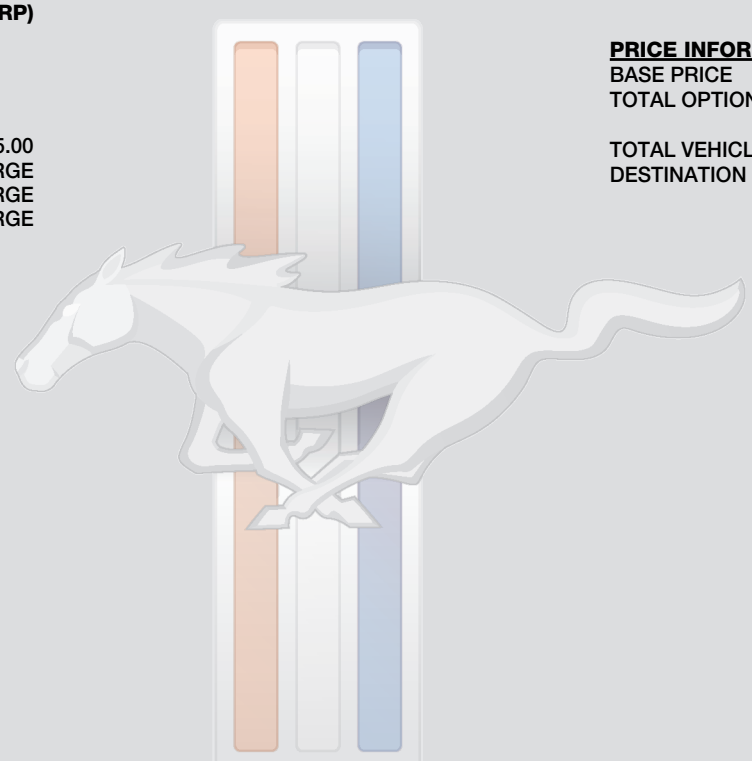 RP)
5.00
RGE
RGE
RGE
PRICE INFOR
BASE PRICE
TOTAL OPTION
TOTAL VEHICL
DESTINATION